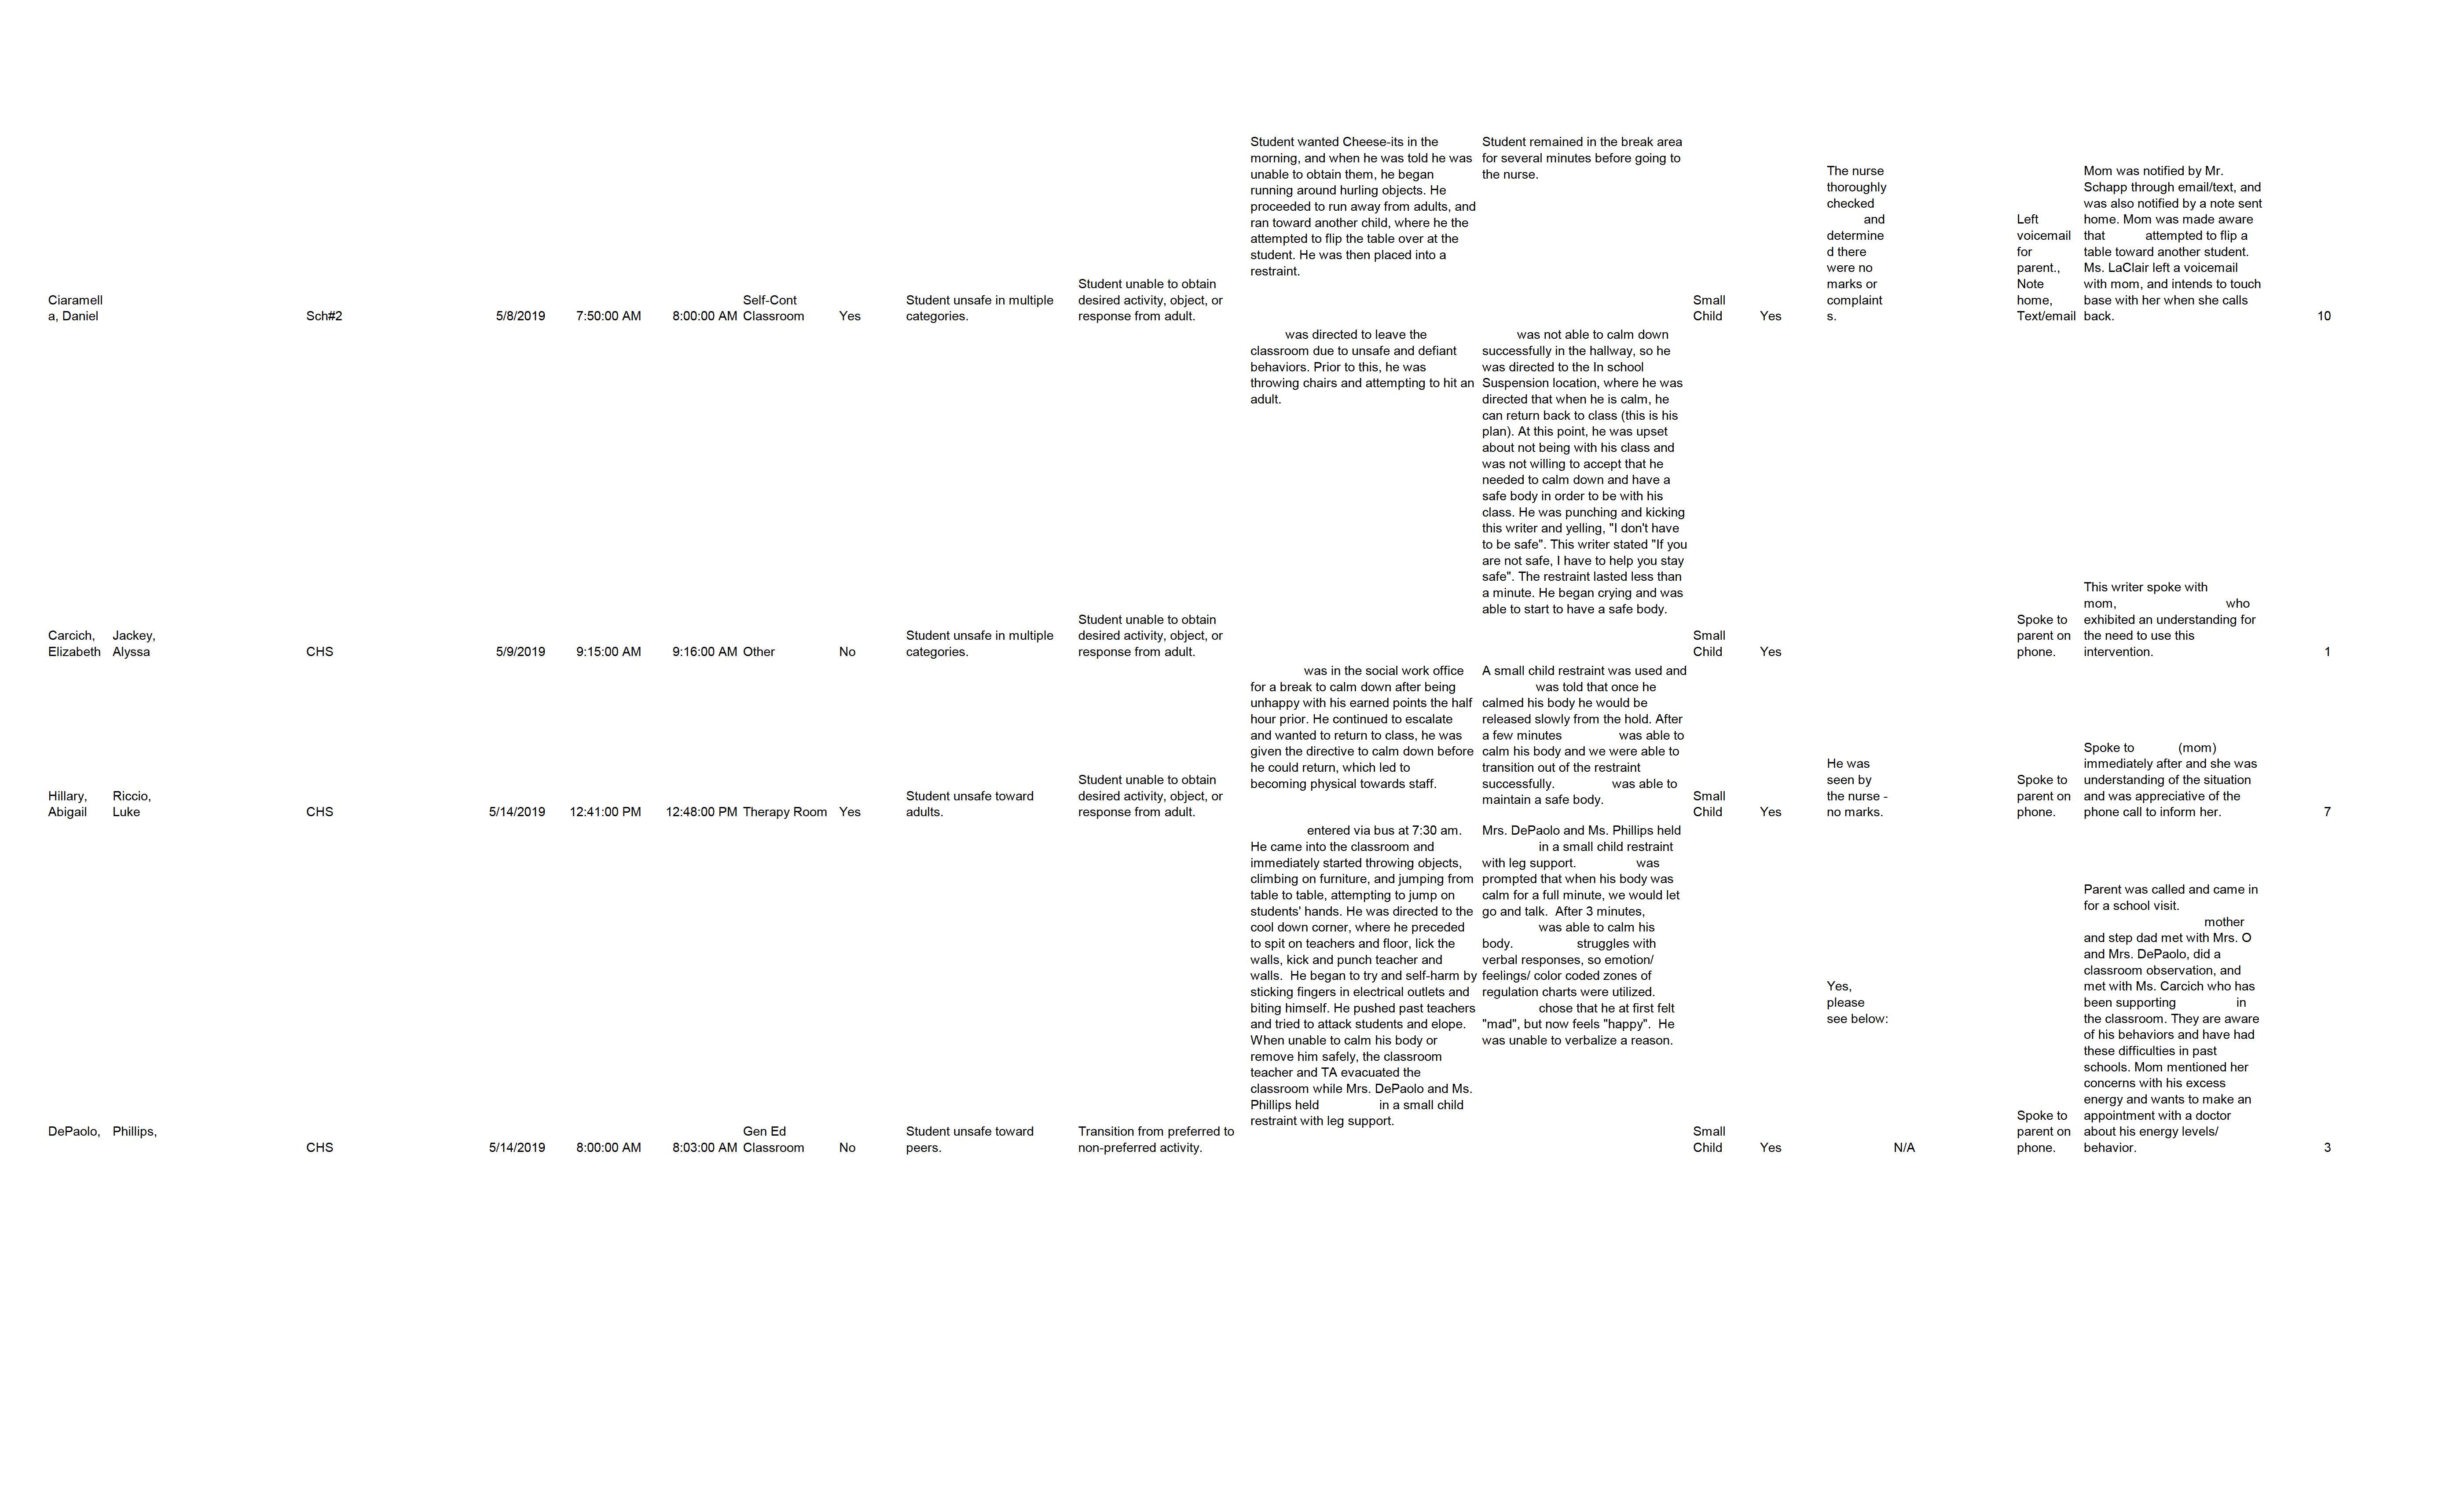 Ciaramell
a, Daniel
Sch#2
5/8/2019
7:50:00 AM
8:00:00 AM
Self-Cont
Classroom
Yes
Student unsafe in multiple
categories.
Student unable to obtain
desired activity, object, or
response from adult.
Student wanted Cheese-its in the
morning, and when he was told he was
unable to obtain them, he began
running around hurling objects. He
proceeded to run away from adults, and
ran toward another child, where he the
attempted to flip the table over at the
student. He was then placed into a
restraint.
Student remained in the break area
for several minutes before going to
the nurse.
Small
Child
Yes
The nurse
thoroughly
checked
and
determine
d there
were no
marks or
complaint
s.
Left
voicemail
for
parent.,
Note
home,
Text/email
Mom was notified by Mr.
Schapp through email/text, and
was also notified by a note sent
home. Mom was made aware
that attempted to flip a
table toward another student.
Ms. LaClair left a voicemail
with mom, and intends to touch
base with her when she calls
back.
10
Carcich,
Elizabeth
Jackey,
Alyssa
CHS
5/9/2019
9:15:00 AM
9:16:00 AM
Other
No
Student unsafe in multiple
categories.
Student unable to obtain
desired activity, object, or
response from adult.
was directed to leave the
classroom due to unsafe and defiant
behaviors. Prior to this, he was
throwing chairs and attempting to hit an
adult.
was not able to calm down
successfully in the hallway, so he
was directed to the In school
Suspension location, where he was
directed that when he is calm, he
can return back to class (this is his
plan). At this point, he was upset
about not being with his class and
was not willing to accept that he
needed to calm down and have a
safe body in order to be with his
class. He was punching and kicking
this writer and yelling, "I don't have
to be safe". This writer stated "If you
are not safe, I have to help you stay
safe". The restraint lasted less than
a minute. He began crying and was
able to start to have a safe body.
Small
Child
Yes
Spoke to
parent on
phone.
This writer spoke with
mom, who
exhibited an understanding for
the need to use this
intervention.
1
Hillary,
Abigail
Riccio,
Luke
CHS
5/14/2019
12:41:00 PM
12:48:00 PM
Therapy Room
Yes
Student unsafe toward
adults.
Student unable to obtain
desired activity, object, or
response from adult.
was in the social work office
for a break to calm down after being
unhappy with his earned points the half
hour prior. He continued to escalate
and wanted to return to class, he was
given the directive to calm down before
he could return, which led to
becoming physical towards staff.
A small child restraint was used and
was told that once he
calmed his body he would be
released slowly from the hold. After
a few minutes was able to
calm his body and we were able to
transition out of the restraint
successfully. was able to
maintain a safe body.
Small
Child
Yes
He was
seen by
the nurse -
no marks.
Spoke to
parent on
phone.
Spoke to (mom)
immediately after and she was
understanding of the situation
and was appreciative of the
phone call to inform her.
7
DePaolo,
Phillips,
CHS
5/14/2019
8:00:00 AM
8:03:00 AM
Gen Ed
Classroom
No
Student unsafe toward
peers.
Transition from preferred to
non-preferred activity.
entered via bus at 7:30 am.
He came into the classroom and
immediately started throwing objects,
climbing on furniture, and jumping from
table to table, attempting to jump on
students' hands. He was directed to the
cool down corner, where he preceded
to spit on teachers and floor, lick the
walls, kick and punch teacher and
walls. He began to try and self-harm by
sticking fingers in electrical outlets and
biting himself. He pushed past teachers
and tried to attack students and elope.
When unable to calm his body or
remove him safely, the classroom
teacher and TA evacuated the
classroom while Mrs. DePaolo and Ms.
Phillips held in a small child
restraint with leg support.
Mrs. DePaolo and Ms. Phillips held
in a small child restraint
with leg support. was
prompted that when his body was
calm for a full minute, we would let
go and talk. After 3 minutes,
was able to calm his
body. struggles with
verbal responses, so emotion/
feelings/ color coded zones of
regulation charts were utilized.
chose that he at first felt
"mad", but now feels "happy". He
was unable to verbalize a reason.
Small
Child
Yes
Yes,
please
see below:
N/A
Spoke to
parent on
phone.
Parent was called and came in
for a school visit.
mother
and step dad met with Mrs. O
and Mrs. DePaolo, did a
classroom observation, and
met with Ms. Carcich who has
been supporting in
the classroom. They are aware
of his behaviors and have had
these difficulties in past
schools. Mom mentioned her
concerns with his excess
energy and wants to make an
appointment with a doctor
about his energy levels/
behavior.
3